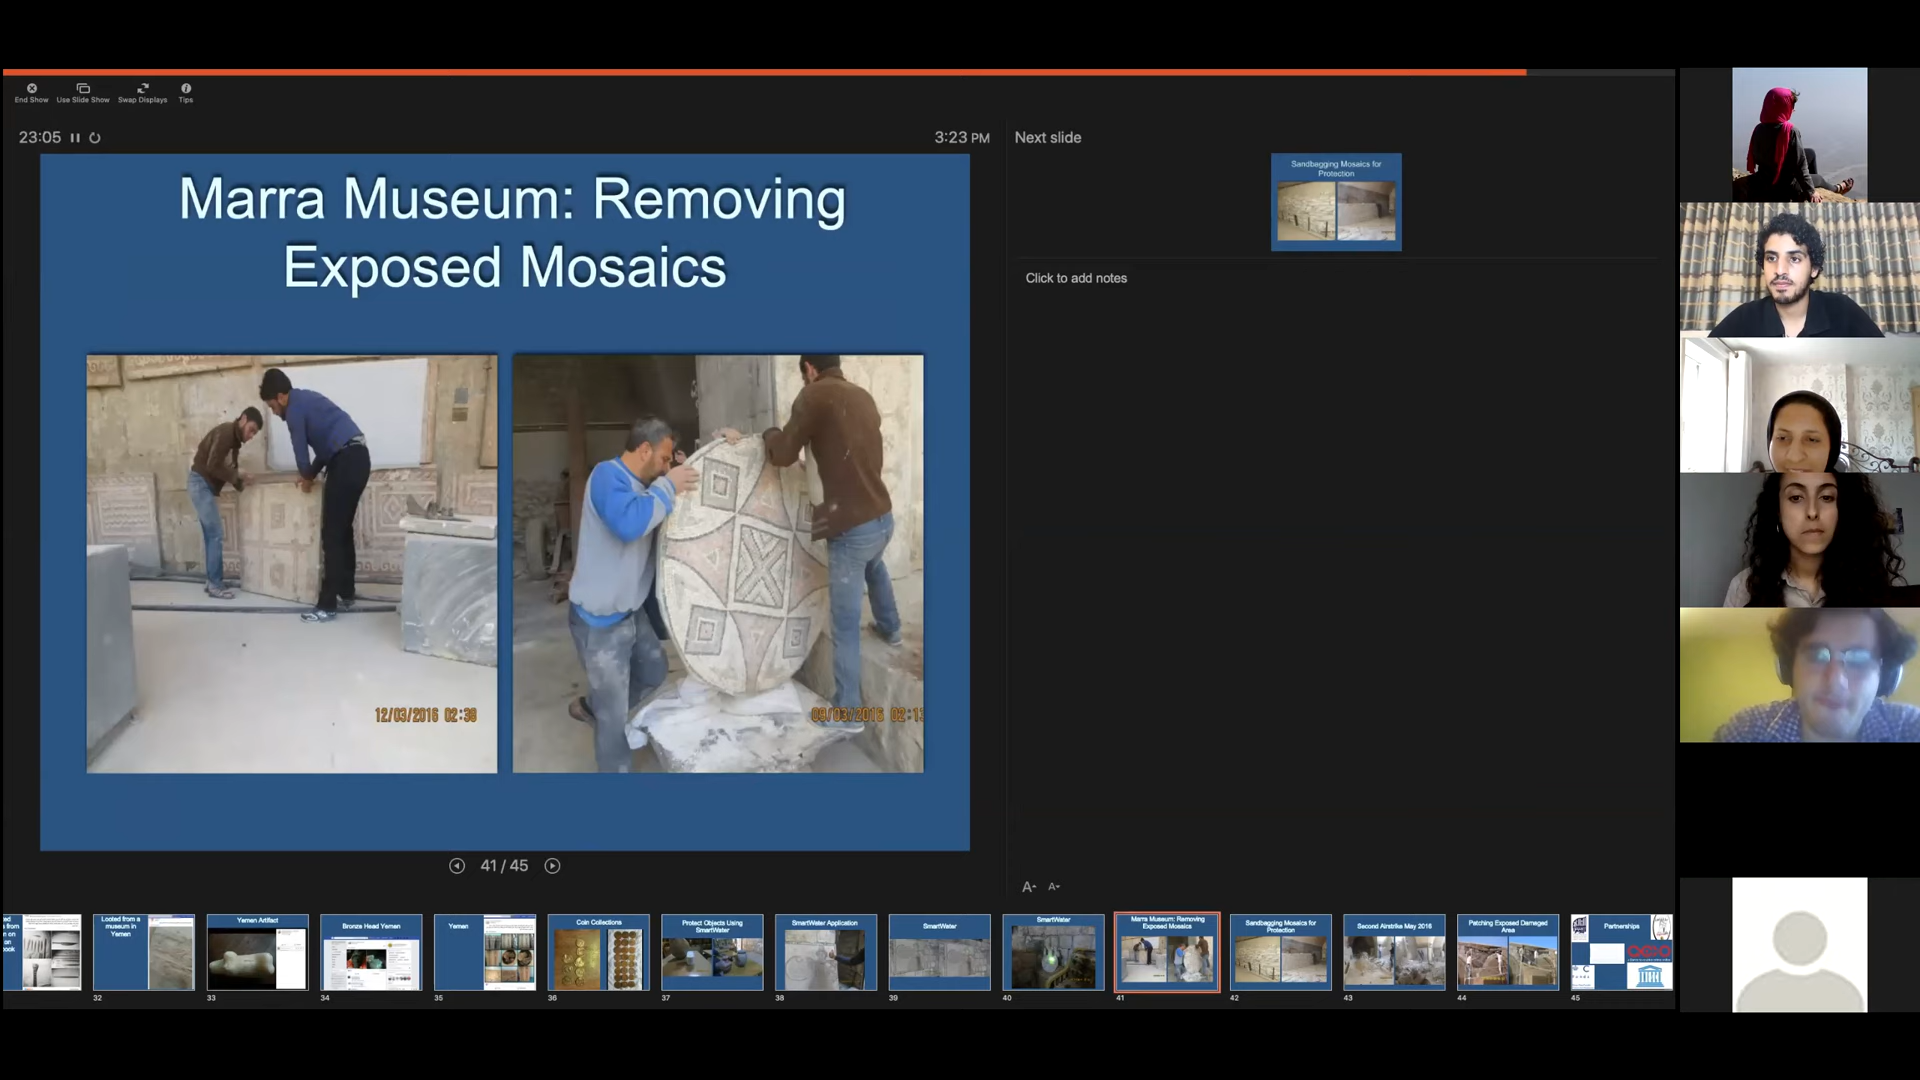 End Show
Use Slide Show
Swap Displays
Tips
23:05
3:23 PM
Next slide
Marra Museum: Removing
Exposed Mosaics
12/03/2016 02:38
Sandbagging Mosaics for
Protection
Click to add notes
41 / 45
A
A
Looted from a
museum in
Yemen
32
Yemen Artifact
33
Bronze Head Yemen
34
Yemen
35
Coin Collections
36
Protect Objects Using
SmartWater
37
SmartWater Application
38
SmartWater
39
SmartWater
40
Marra Museum: Removing
Exposed Mosaics
41
Sandbagging Mosaics for
Protection
42
Second Airstrike May 2016
43
Patching Exposed Damaged
Area
44
Partnerships
45